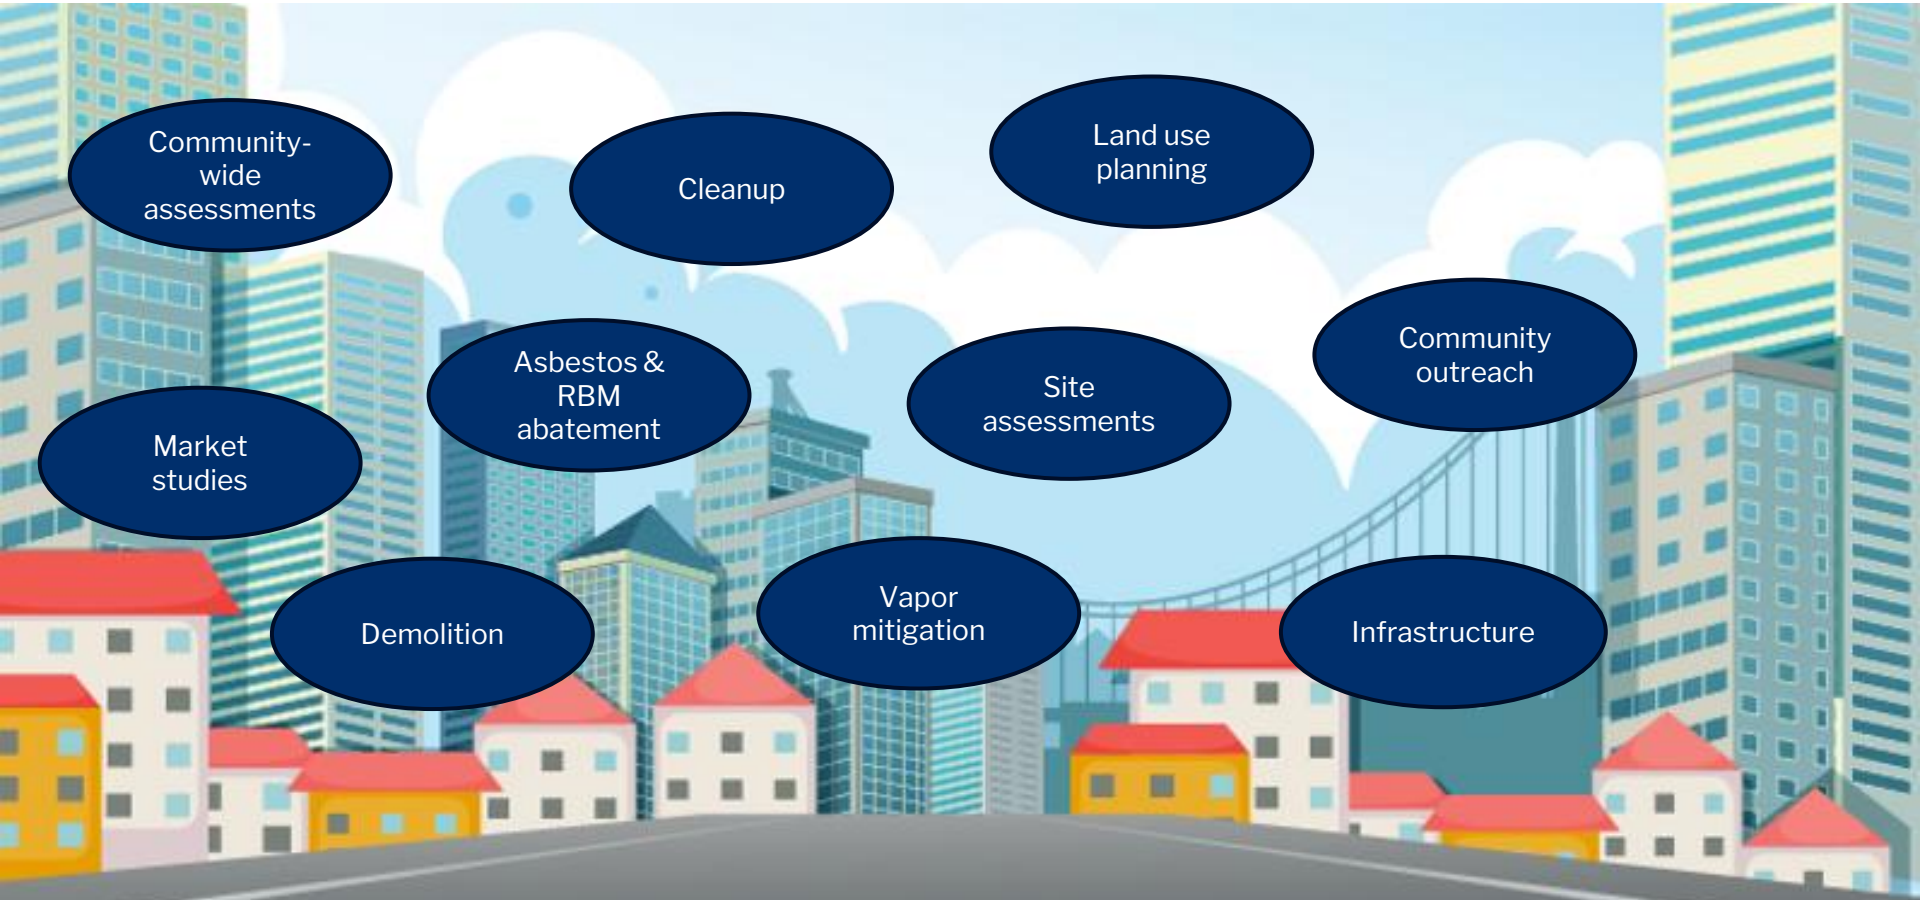 Community-
wide
assessments
Cleanup
Land use
planning
Community
outreach
Asbestos &
RBM
abatement
Site
assessments
Market
studies
Demolition
Vapor
mitigation
Infrastructure